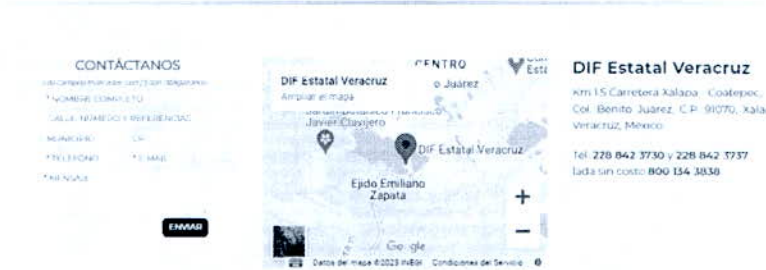 CONTÁCTANOS
* NOMBRE COMPLETO
CALLE, NÚMERO Y REFERENCIAS
MUNICIPIO CP
* TELÉFONO * E-MAIL
* MENSAJE
ENVIAR
DIF Estatal Veracruz
Ampliar el mapa
CENTRO
o Juárez
Javier Clavijero
DIF Estatal Veracruz
Ejido Emiliano
Zapata
+
−
Datos del mapa ©2023 INEGI Condiciones del Servicio
DIF Estatal Veracruz
Km 1.5 Carretera Xalapa - Coatepec,
Col. Benito Juárez, C.P. 91070, Xala
Veracruz, México
Tel: 228 842 3730 y 228 842 3737
lada sin costo 800 134 3838